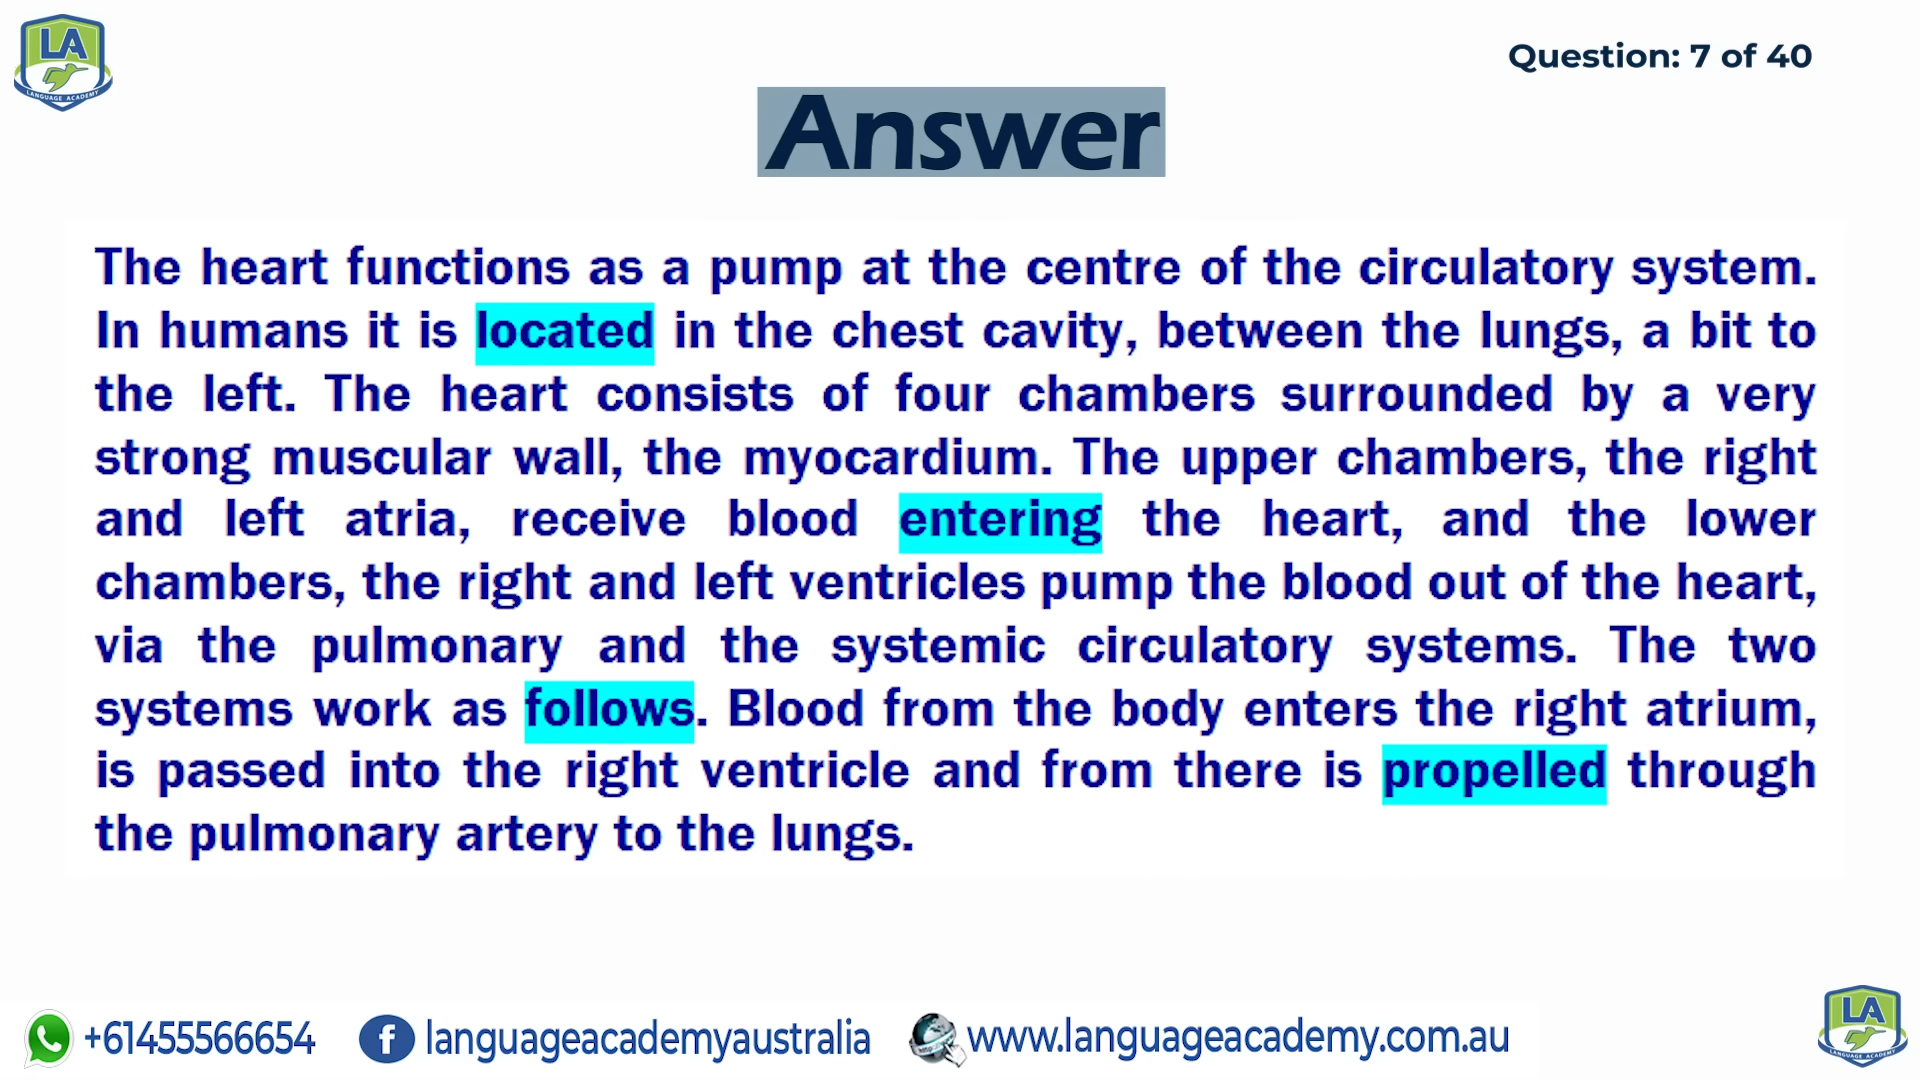 LA
LANGUAGE ACADEMY
Question: 7 of 40
Answer
The heart functions as a pump at the centre of the circulatory system.
In humans it is located in the chest cavity, between the lungs, a bit to
the left. The heart consists of four chambers surrounded by a very
strong muscular wall, the myocardium. The upper chambers, the right
and left atria, receive blood entering the heart, and the lower
chambers, the right and left ventricles pump the blood out of the heart,
via the pulmonary and the systemic circulatory systems. The two
systems work as follows. Blood from the body enters the right atrium,
is passed into the right ventricle and from there is propelled through
the pulmonary artery to the lungs.
+61455566654 languageacademyaustralia www.languageacademy.com.au
LA
LANGUAGE ACADEMY